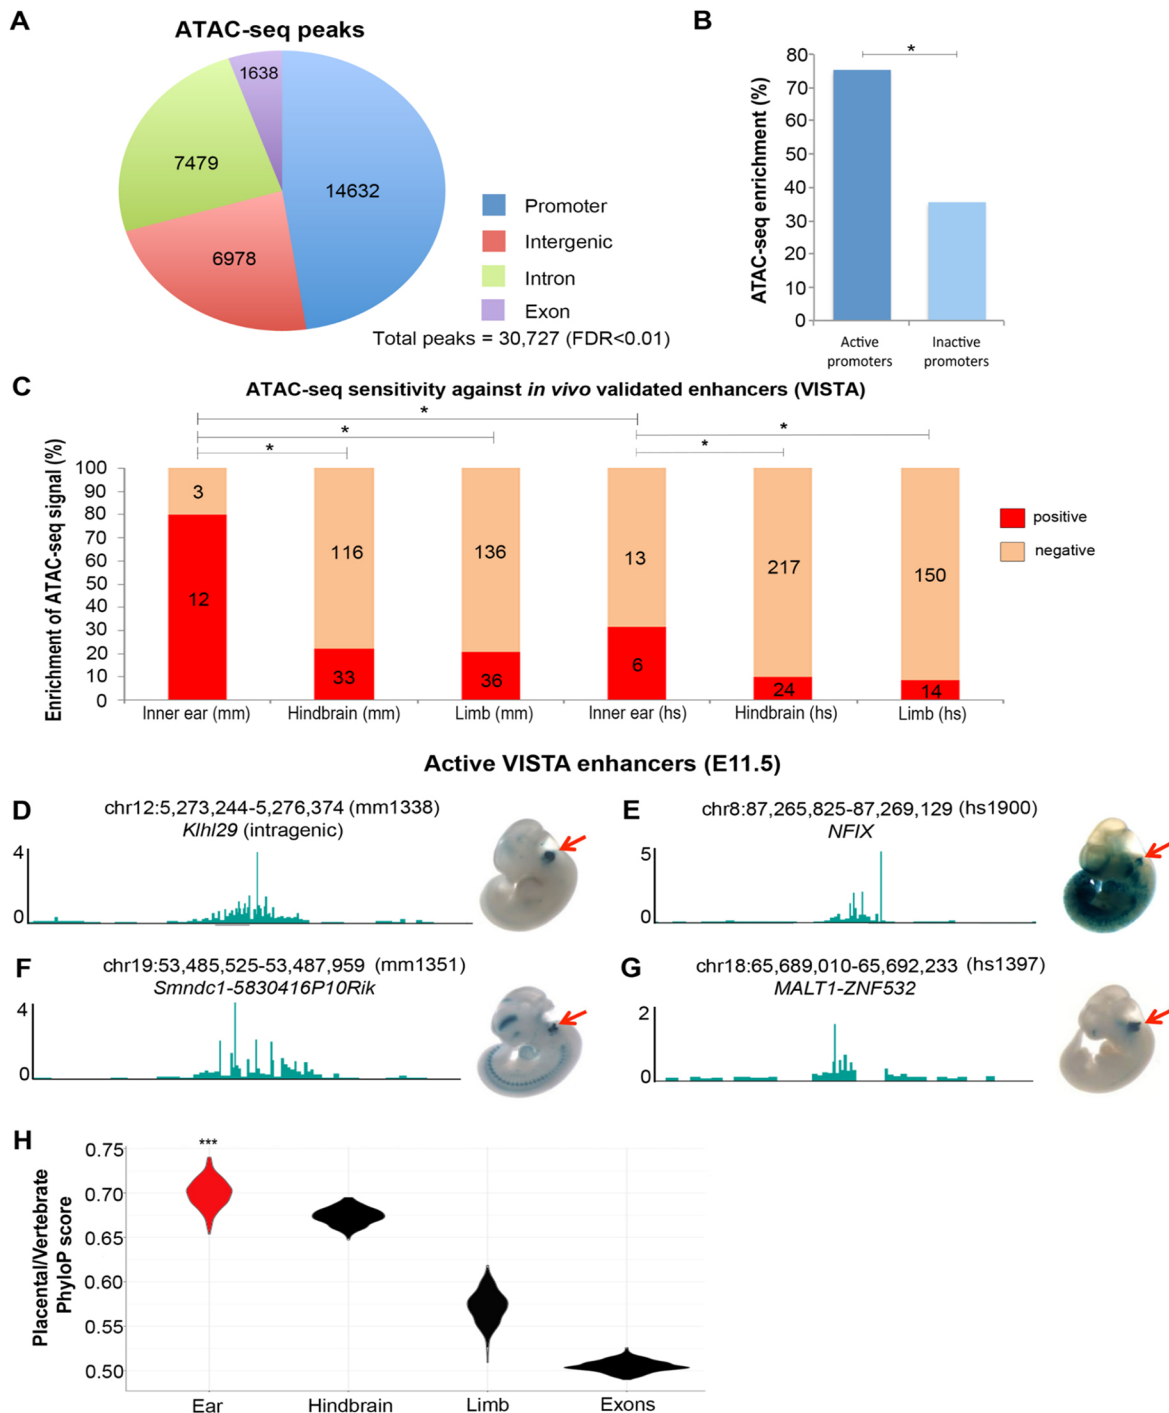 A
ATAC-seq peaks
1638
7479
14632
6978
Promoter
Intergenic
Intron
Exon
Total peaks = 30,727 (FDR<0.01)
B
*
ATAC-seq enrichment (%)
80
70
60
50
40
30
20
10
0
Active promoters
Inactive promoters
C
ATAC-seq sensitivity against in vivo validated enhancers (VISTA)
*
*
*
*
*
Enrichment of ATAC-seq signal (%)
100
90
80
70
60
50
40
30
20
10
0
3
12
116
33
136
36
13
6
217
24
150
14
positive
negative
Inner ear (mm)
Hindbrain (mm)
Limb (mm)
Inner ear (hs)
Hindbrain (hs)
Limb (hs)
Active VISTA enhancers (E11.5)
D
chr12:5,273,244-5,276,374 (mm1338)
Klhl29 (intragenic)
4
0
E
chr8:87,265,825-87,269,129 (hs1900)
NFIX
5
0
F
chr19:53,485,525-53,487,959 (mm1351)
Smndc1-5830416P10Rik
4
0
G
chr18:65,689,010-65,692,233 (hs1397)
MALT1-ZNF532
2
0
H
Placental/Vertebrate
PhyloP score
0.75
0.70
0.65
0.60
0.55
0.50
***
Ear
Hindbrain
Limb
Exons